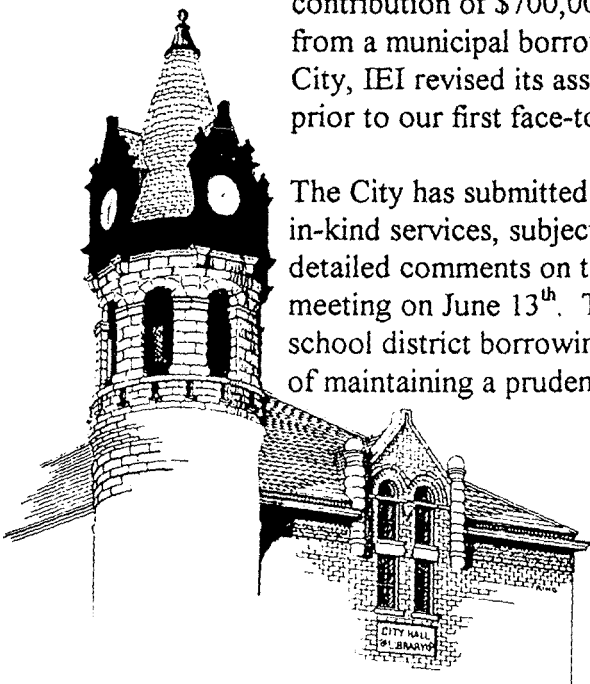 contribution of $700,00
from a municipal borrow
City, IEI revised its ass
prior to our first face-to
The City has submitted
in-kind services, subjec
detailed comments on t
meeting on June 13th. T
school district borrowin
of maintaining a pruden
CITY HALL
& LIBRARY